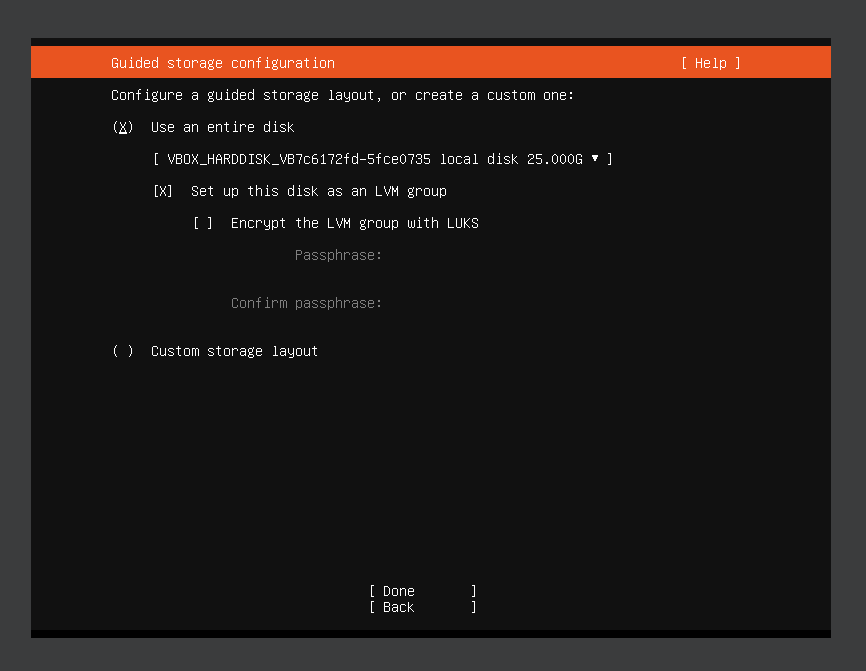 Guided storage configuration [ Help ]
Configure a guided storage layout, or create a custom one:
(X) Use an entire disk
[ VBOX_HARDDISK_VB7c6172fd-5fce0735 local disk 25.000G ▾ ]
[X] Set up this disk as an LVM group
[ ] Encrypt the LVM group with LUKS
Passphrase:
Confirm passphrase:
( ) Custom storage layout
[ Done ]
[ Back ]